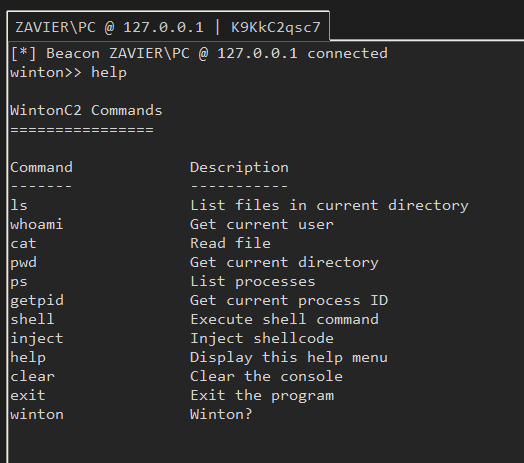 ZAVIER\PC @ 127.0.0.1 | K9KkC2qsc7
[*] Beacon ZAVIER\PC @ 127.0.0.1 connected
winton>> help
WintonC2 Commands
================
Command Description
------- -----------
ls List files in current directory
whoami Get current user
cat Read file
pwd Get current directory
ps List processes
getpid Get current process ID
shell Execute shell command
inject Inject shellcode
help Display this help menu
clear Clear the console
exit Exit the program
winton Winton?